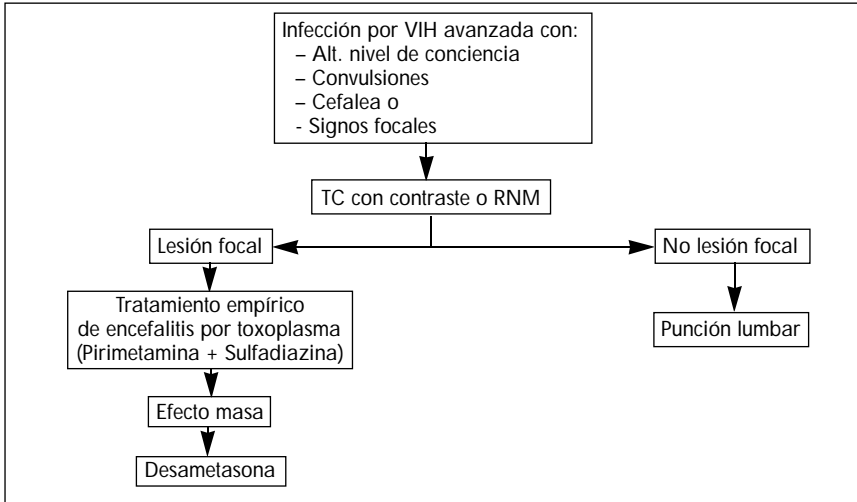 Infección por VIH avanzada con:
– Alt. nivel de conciencia
– Convulsiones
– Cefalea o
- Signos focales
TC con contraste o RNM
Lesión focal
No lesión focal
Tratamiento empírico
de encefalitis por toxoplasma
(Pirimetamina + Sulfadiazina)
Punción lumbar
Efecto masa
Desametasona